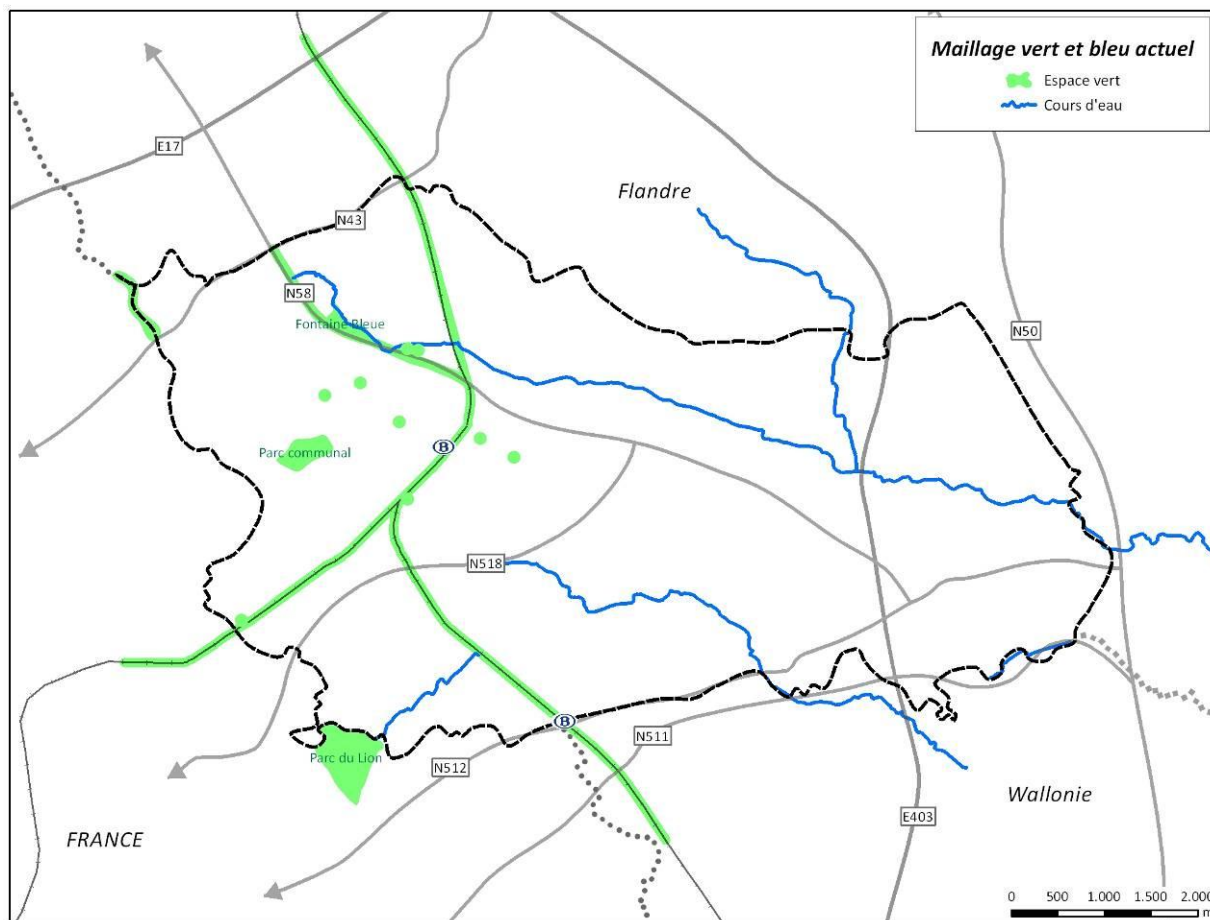 Maillage vert et bleu actuel
Espace vert
Cours d'eau
E17
Flandre
N43
N58
Fontaine Bleue
N50
Parc communal
B
N518
B
N511
Parc du Lion
N512
Wallonie
E403
FRANCE
0 500 1.000 1.500 2.000
m